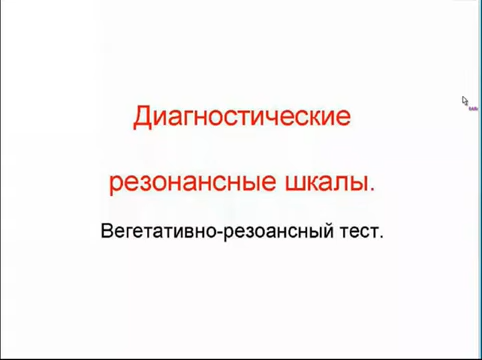 Диагностические
резонансные шкалы.
Вегетативно-резоансный тест.